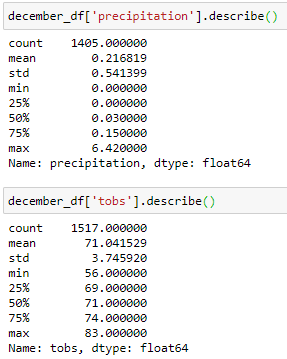 december_df['precipitation'].describe()
count    1405.000000
mean        0.216819
std         0.541399
min         0.000000
25%         0.000000
50%         0.030000
75%         0.150000
max         6.420000
Name: precipitation, dtype: float64
december_df['tobs'].describe()
count    1517.000000
mean       71.041529
std         3.745920
min        56.000000
25%        69.000000
50%        71.000000
75%        74.000000
max        83.000000
Name: tobs, dtype: float64